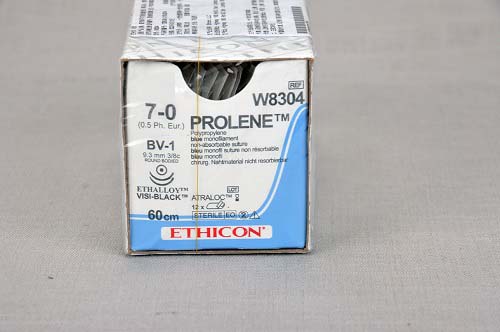 REF
7-0
W8304
(0.5 Ph. Eur.)
PROLENE™
Polypropylene
BV-1
blue monofilament
9.3 mm 3/8c
non-absorbable suture
ROUND BODIED
bleu monofil suture non résorbable
blau monofil
chirurg. Nahtmaterial nicht resorbierbar
ETHALLOY™
VISI-BLACK™
ATRALOC™
LOT
60cm
12 x
STERILE EO
ETHICON